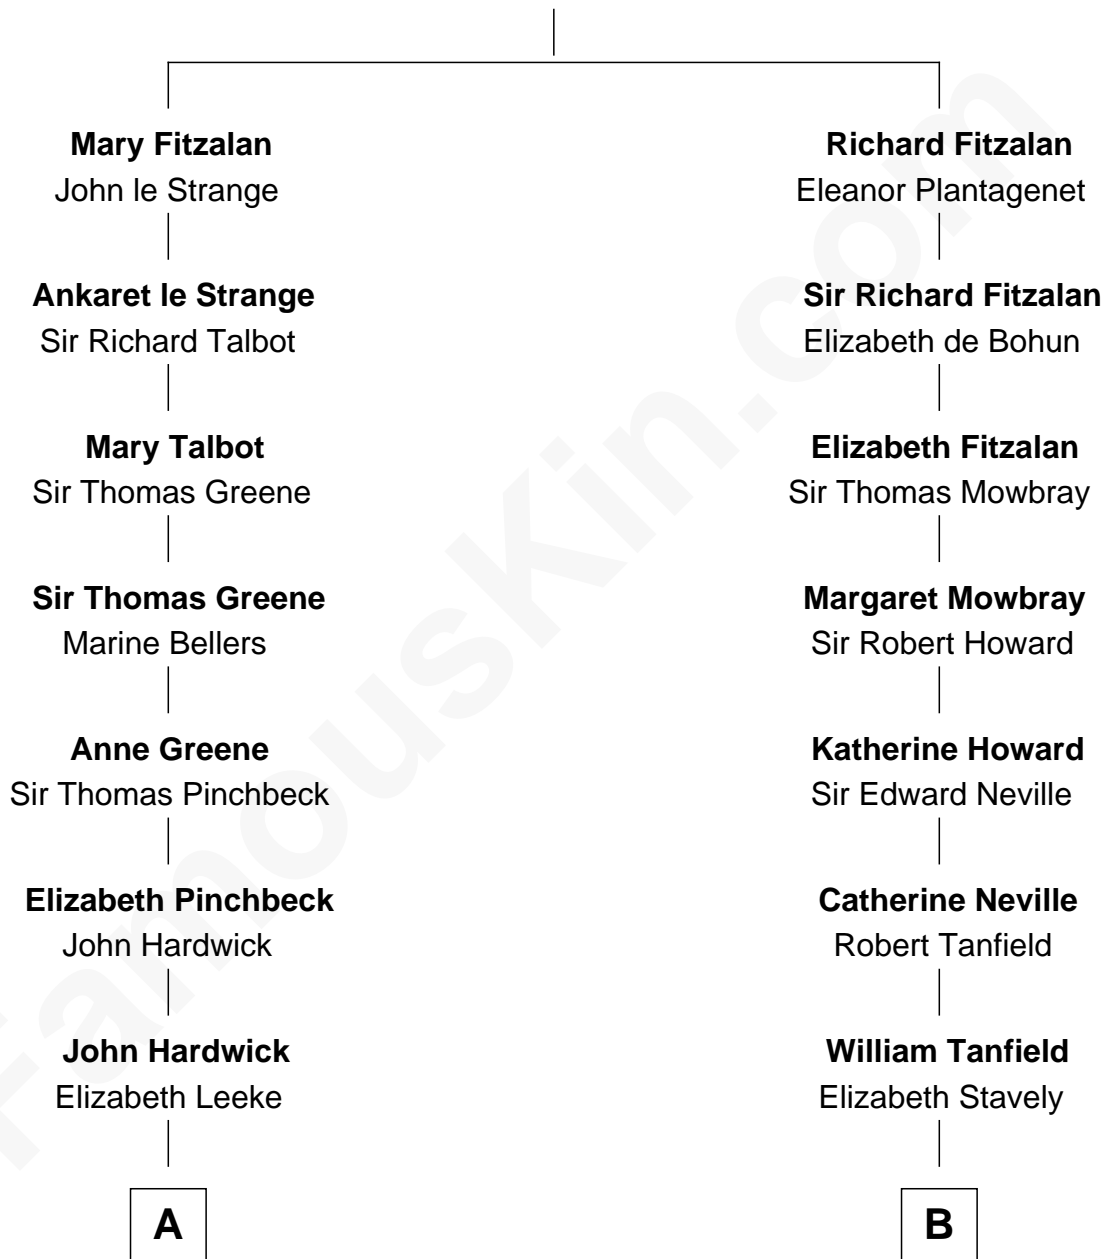 Mary Fitzalan
John le Strange
Ankaret le Strange
Sir Richard Talbot
Mary Talbot
Sir Thomas Greene
Sir Thomas Greene
Marine Bellers
Anne Greene
Sir Thomas Pinchbeck
Elizabeth Pinchbeck
John Hardwick
John Hardwick
Elizabeth Leeke
A
Richard Fitzalan
Eleanor Plantagenet
Sir Richard Fitzalan
Elizabeth de Bohun
Elizabeth Fitzalan
Sir Thomas Mowbray
Margaret Mowbray
Sir Robert Howard
Katherine Howard
Sir Edward Neville
Catherine Neville
Robert Tanfield
William Tanfield
Elizabeth Stavely
B
FamousKin.com